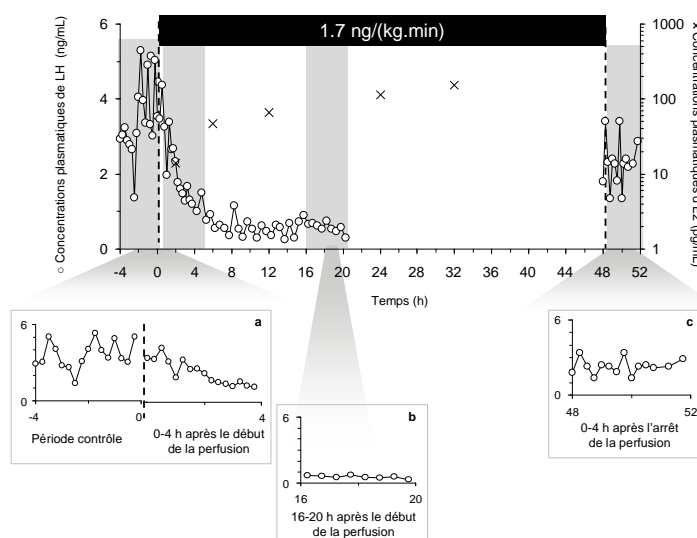 1.7 ng/(kg.min)
○ Concentrations plasmatiques de LH (ng/mL)
6
4
2
0
1000
100
10
1
× Concentrations plasmatiques d'E2 (pg/mL)
-4 0 4 8 12 16 20 24 28 32 36 40 44 48 52
Temps (h)
a
6
0
-4 0 4
Période contrôle
0-4 h après le début
de la perfusion
b
6
0
16 20
16-20 h après le début
de la perfusion
c
6
0
48 52
0-4 h après l'arrêt
de la perfusion